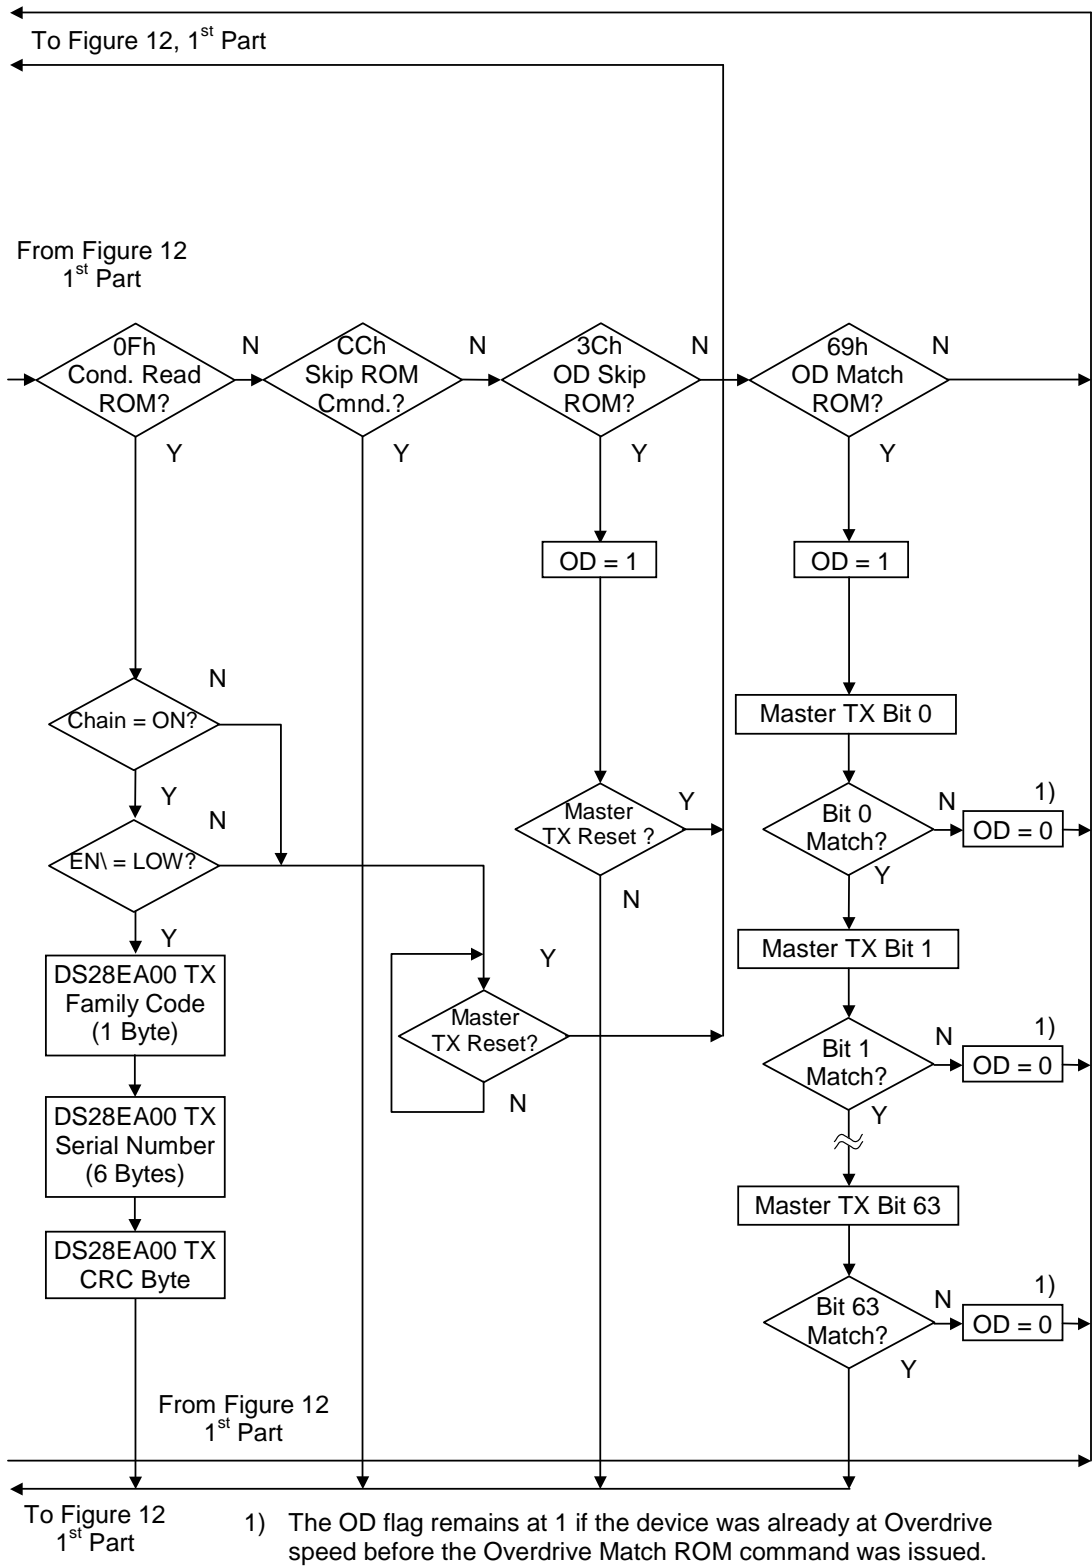 To Figure 12, 1st Part
From Figure 12
1st Part
0Fh
Cond. Read
ROM?
N
Y
CCh
Skip ROM
Cmnd.?
N
Y
3Ch
OD Skip
ROM?
N
Y
69h
OD Match
ROM?
N
Y
OD = 1
OD = 1
Chain = ON?
N
Y
Master TX Bit 0
EN\ = LOW?
N
Y
Master
TX Reset ?
Y
N
Bit 0
Match?
N
Y
1)
OD = 0
Master TX Bit 1
DS28EA00 TX
Family Code
(1 Byte)
Master
TX Reset?
Y
N
Bit 1
Match?
N
Y
1)
OD = 0
DS28EA00 TX
Serial Number
(6 Bytes)
Master TX Bit 63
DS28EA00 TX
CRC Byte
Bit 63
Match?
N
Y
1)
OD = 0
From Figure 12
1st Part
To Figure 12
1st Part
1) The OD flag remains at 1 if the device was already at Overdrive
speed before the Overdrive Match ROM command was issued.